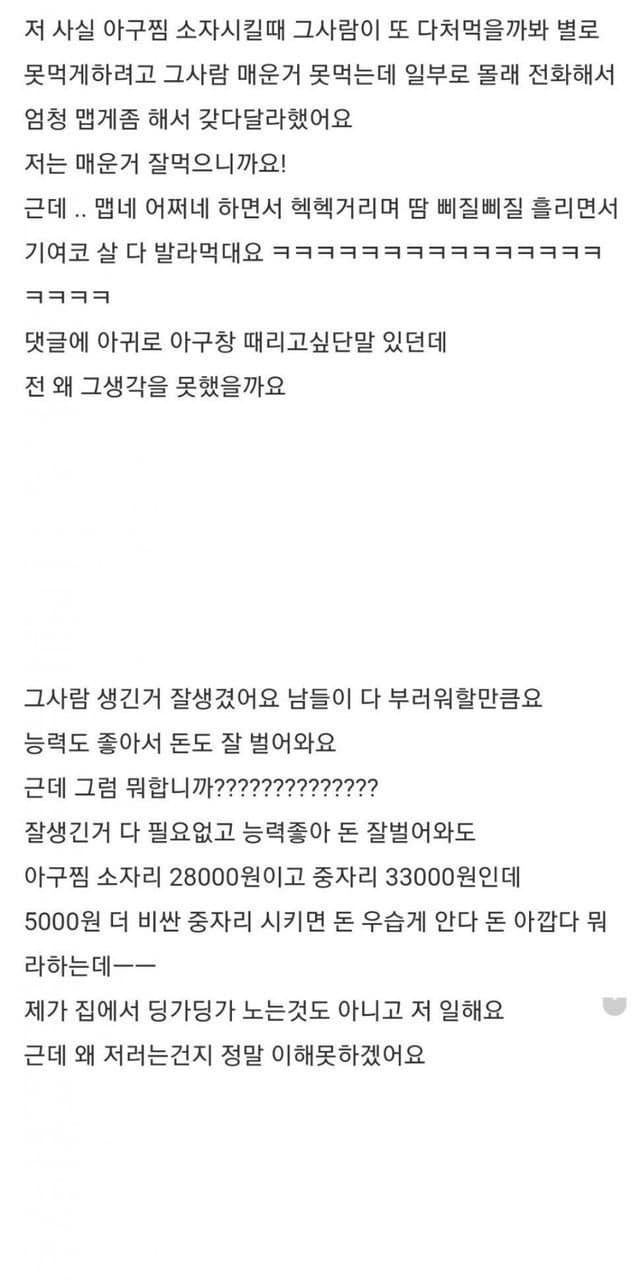 저 사실 아구찜 소자시킬때 그사람이 또 다처먹을까봐 별로
못먹게하려고 그사람 매운거 못먹는데 일부로 몰래 전화해서
엄청 맵게좀 해서 갖다달라했어요
저는 매운거 잘먹으니까요!
근데 .. 맵네 어쩌네 하면서 헥헥거리며 땀 삐질삐질 흘리면서
기여코 살 다 발라먹대요 ㅋㅋㅋㅋㅋㅋㅋㅋㅋㅋㅋㅋㅋㅋㅋ
ㅋㅋㅋㅋ
댓글에 아귀로 아구창 때리고싶단말 있던데
전 왜 그생각을 못했을까요
그사람 생긴거 잘생겼어요 남들이 다 부러워할만큼요
능력도 좋아서 돈도 잘 벌어와요
근데 그럼 뭐합니까??????????????
잘생긴거 다 필요없고 능력좋아 돈 잘벌어와도
아구찜 소자리 28000원이고 중자리 33000원인데
5000원 더 비싼 중자리 시키면 돈 우습게 안다 돈 아깝다 뭐
라하는데ㅡㅡ
제가 집에서 딩가딩가 노는것도 아니고 저 일해요
근데 왜 저러는건지 정말 이해못하겠어요